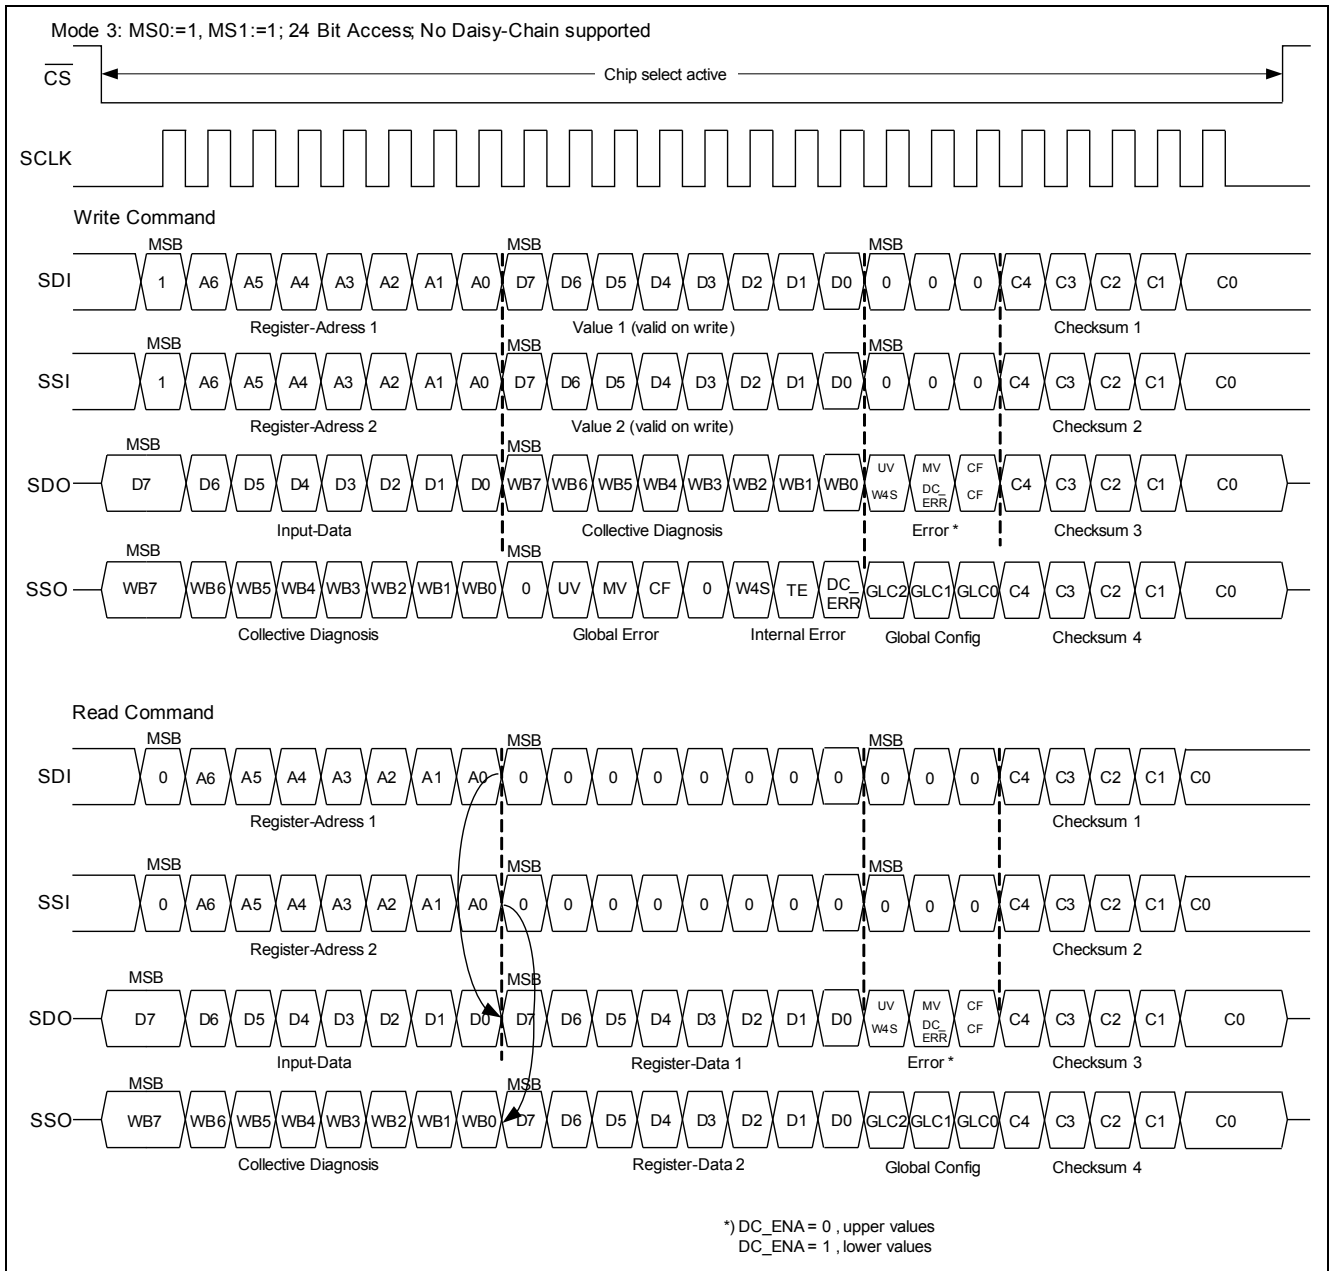 Mode 3: MS0:=1, MS1:=1; 24 Bit Access; No Daisy-Chain supported
CS
Chip select active
SCLK
Write Command
MSB MSB MSB
SDI 1 A6 A5 A4 A3 A2 A1 A0 D7 D6 D5 D4 D3 D2 D1 D0 0 0 0 C4 C3 C2 C1 C0
Register-Adress 1 Value 1 (valid on write) Checksum 1
MSB MSB MSB
SSI 1 A6 A5 A4 A3 A2 A1 A0 D7 D6 D5 D4 D3 D2 D1 D0 0 0 0 C4 C3 C2 C1 C0
Register-Adress 2 Value 2 (valid on write) Checksum 2
MSB MSB
UV MV CF
SDO D7 D6 D5 D4 D3 D2 D1 D0 WB7 WB6 WB5 WB4 WB3 WB2 WB1 WB0 C4 C3 C2 C1 C0
W4S DC_ERR CF
Input-Data Collective Diagnosis Error * Checksum 3
MSB MSB
SSO WB7 WB6 WB5 WB4 WB3 WB2 WB1 WB0 0 UV MV CF 0 W4S TE DC_ERR GLC2 GLC1 GLC0 C4 C3 C2 C1 C0
Collective Diagnosis Global Error Internal Error Global Config Checksum 4
Read Command
MSB MSB MSB
SDI 0 A6 A5 A4 A3 A2 A1 A0 0 0 0 0 0 0 0 0 0 0 0 C4 C3 C2 C1 C0
Register-Adress 1 Checksum 1
MSB MSB MSB
SSI 0 A6 A5 A4 A3 A2 A1 A0 0 0 0 0 0 0 0 0 0 0 0 C4 C3 C2 C1 C0
Register-Adress 2 Checksum 2
MSB MSB
UV MV CF
SDO D7 D6 D5 D4 D3 D2 D1 D0 D7 D6 D5 D4 D3 D2 D1 D0 C4 C3 C2 C1 C0
W4S DC_ERR CF
Input-Data Register-Data 1 Error * Checksum 3
MSB MSB
SSO WB7 WB6 WB5 WB4 WB3 WB2 WB1 WB0 D7 D6 D5 D4 D3 D2 D1 D0 GLC2 GLC1 GLC0 C4 C3 C2 C1 C0
Collective Diagnosis Register-Data 2 Global Config Checksum 4
*) DC_ENA = 0 , upper values
DC_ENA = 1 , lower values